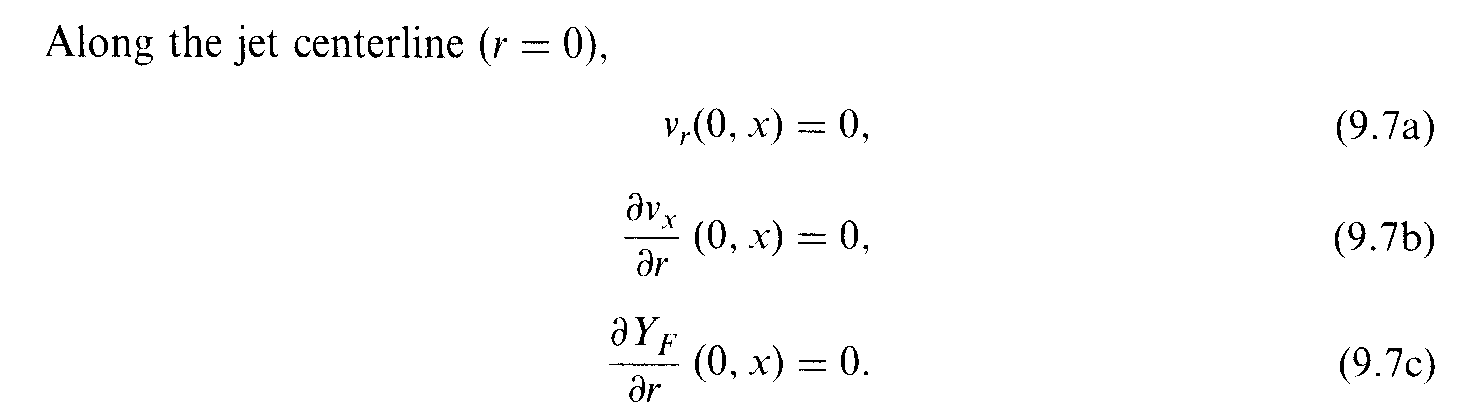 Along the jet centerline (r = 0),
v_r(0, x) = 0, (9.7a)
∂v_x/∂r (0, x) = 0, (9.7b)
∂Y_F/∂r (0, x) = 0. (9.7c)